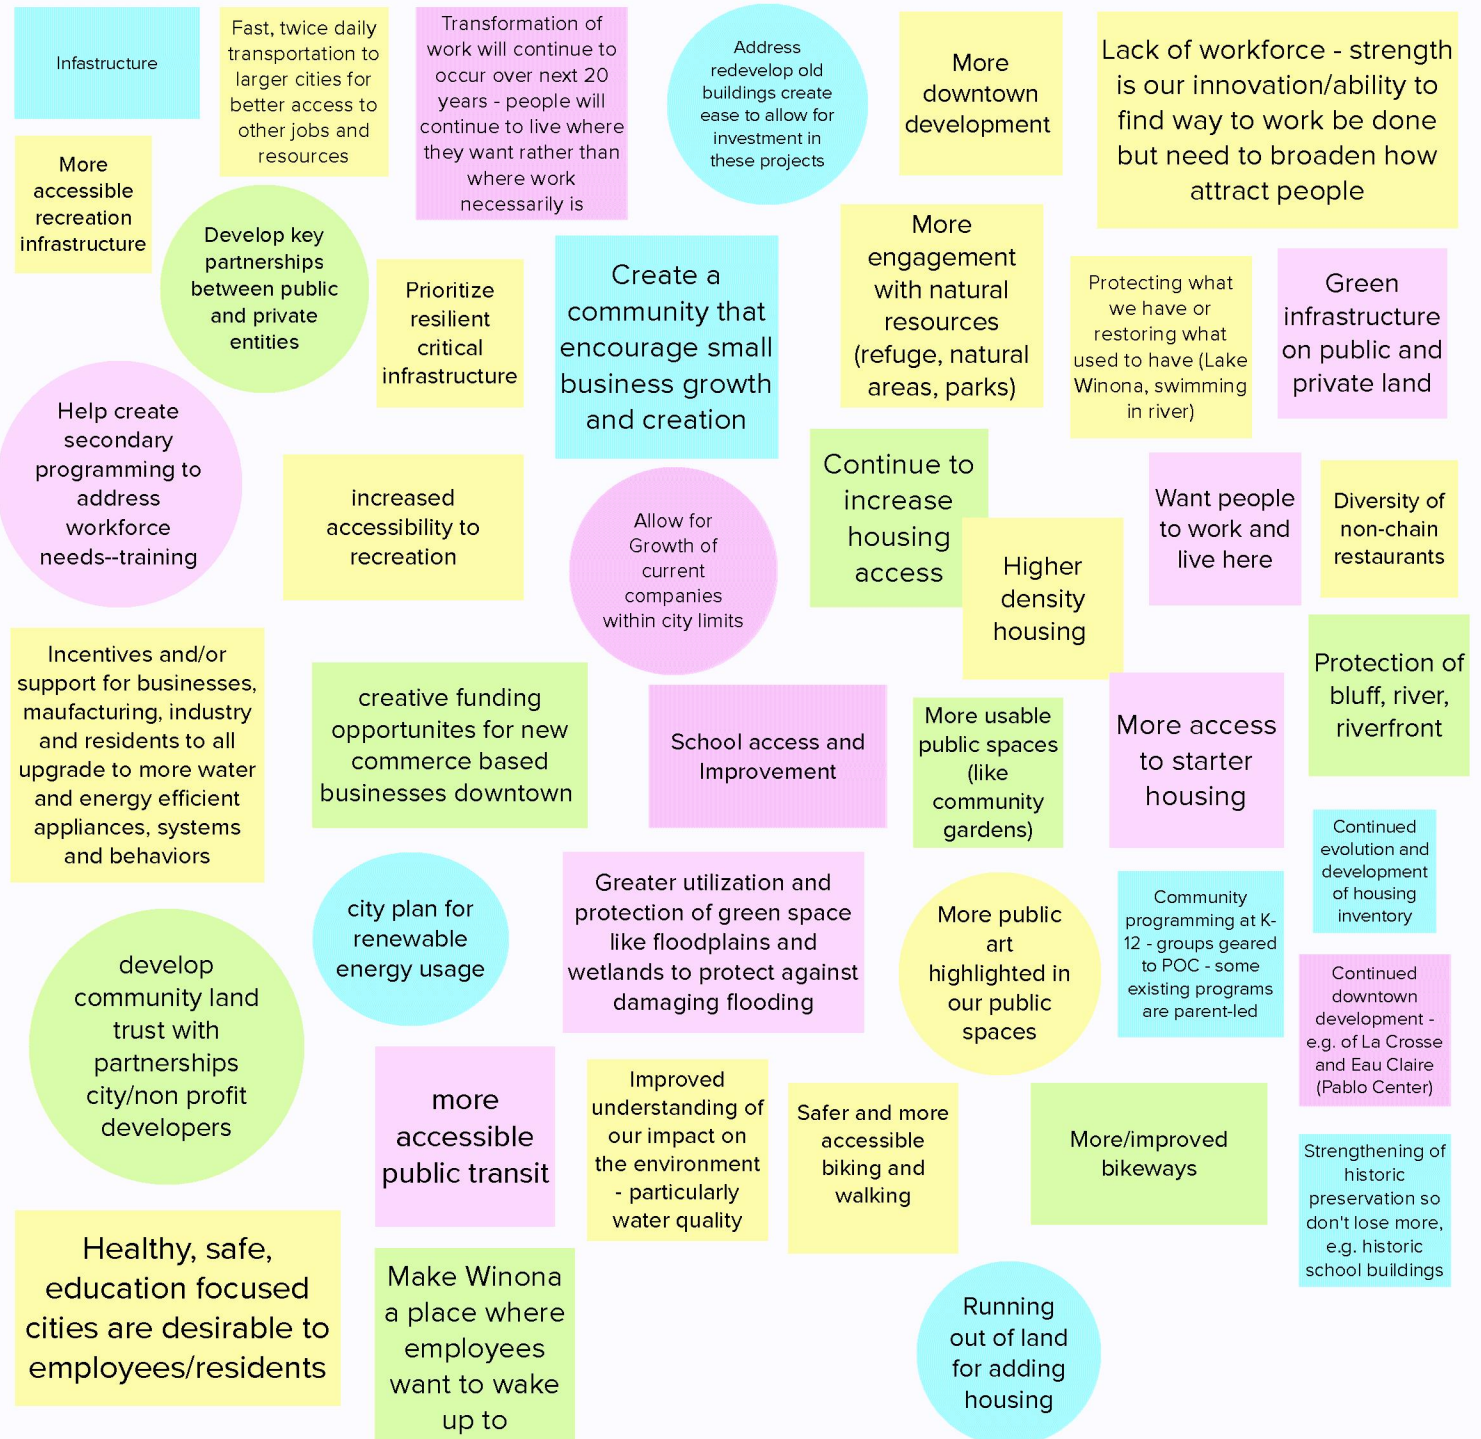 Infastructure
Fast, twice daily
transportation to
larger cities for
better access to
other jobs and
resources
Transformation of
work will continue to
occur over next 20
years - people will
continue to live where
they want rather than
where work
necessarily is
Address
redevelop old
buildings create
ease to allow for
investment in
these projects
More
downtown
development
Lack of workforce - strength
is our innovation/ability to
find way to work be done
but need to broaden how
attract people
More
accessible
recreation
infrastructure
Develop key
partnerships
between public
and private
entities
Prioritize
resilient
critical
infrastructure
Create a
community that
encourage small
business growth
and creation
More
engagement
with natural
resources
(refuge, natural
areas, parks)
Protecting what
we have or
restoring what
used to have (Lake
Winona, swimming
in river)
Green
infrastructure
on public and
private land
Help create
secondary
programming to
address
workforce
needs--training
increased
accessibility to
recreation
Allow for
Growth of
current
companies
within city limits
Continue to
increase
housing
access
Higher
density
housing
Want people
to work and
live here
Diversity of
non-chain
restaurants
Incentives and/or
support for businesses,
maufacturing, industry
and residents to all
upgrade to more water
and energy efficient
appliances, systems
and behaviors
creative funding
opportunites for new
commerce based
businesses downtown
School access and
Improvement
More usable
public spaces
(like
community
gardens)
More access
to starter
housing
Protection of
bluff, river,
riverfront
Continued
evolution and
development
of housing
inventory
develop
community land
trust with
partnerships
city/non profit
developers
city plan for
renewable
energy usage
Greater utilization and
protection of green space
like floodplains and
wetlands to protect against
damaging flooding
More public
art
highlighted in
our public
spaces
Community
programming at K-
12 - groups geared
to POC - some
existing programs
are parent-led
Continued
downtown
development -
e.g. of La Crosse
and Eau Claire
(Pablo Center)
more
accessible
public transit
Improved
understanding of
our impact on
the environment
- particularly
water quality
Safer and more
accessible
biking and
walking
More/improved
bikeways
Strengthening of
historic
preservation so
don't lose more,
e.g. historic
school buildings
Healthy, safe,
education focused
cities are desirable to
employees/residents
Make Winona
a place where
employees
want to wake
up to
Running
out of land
for adding
housing